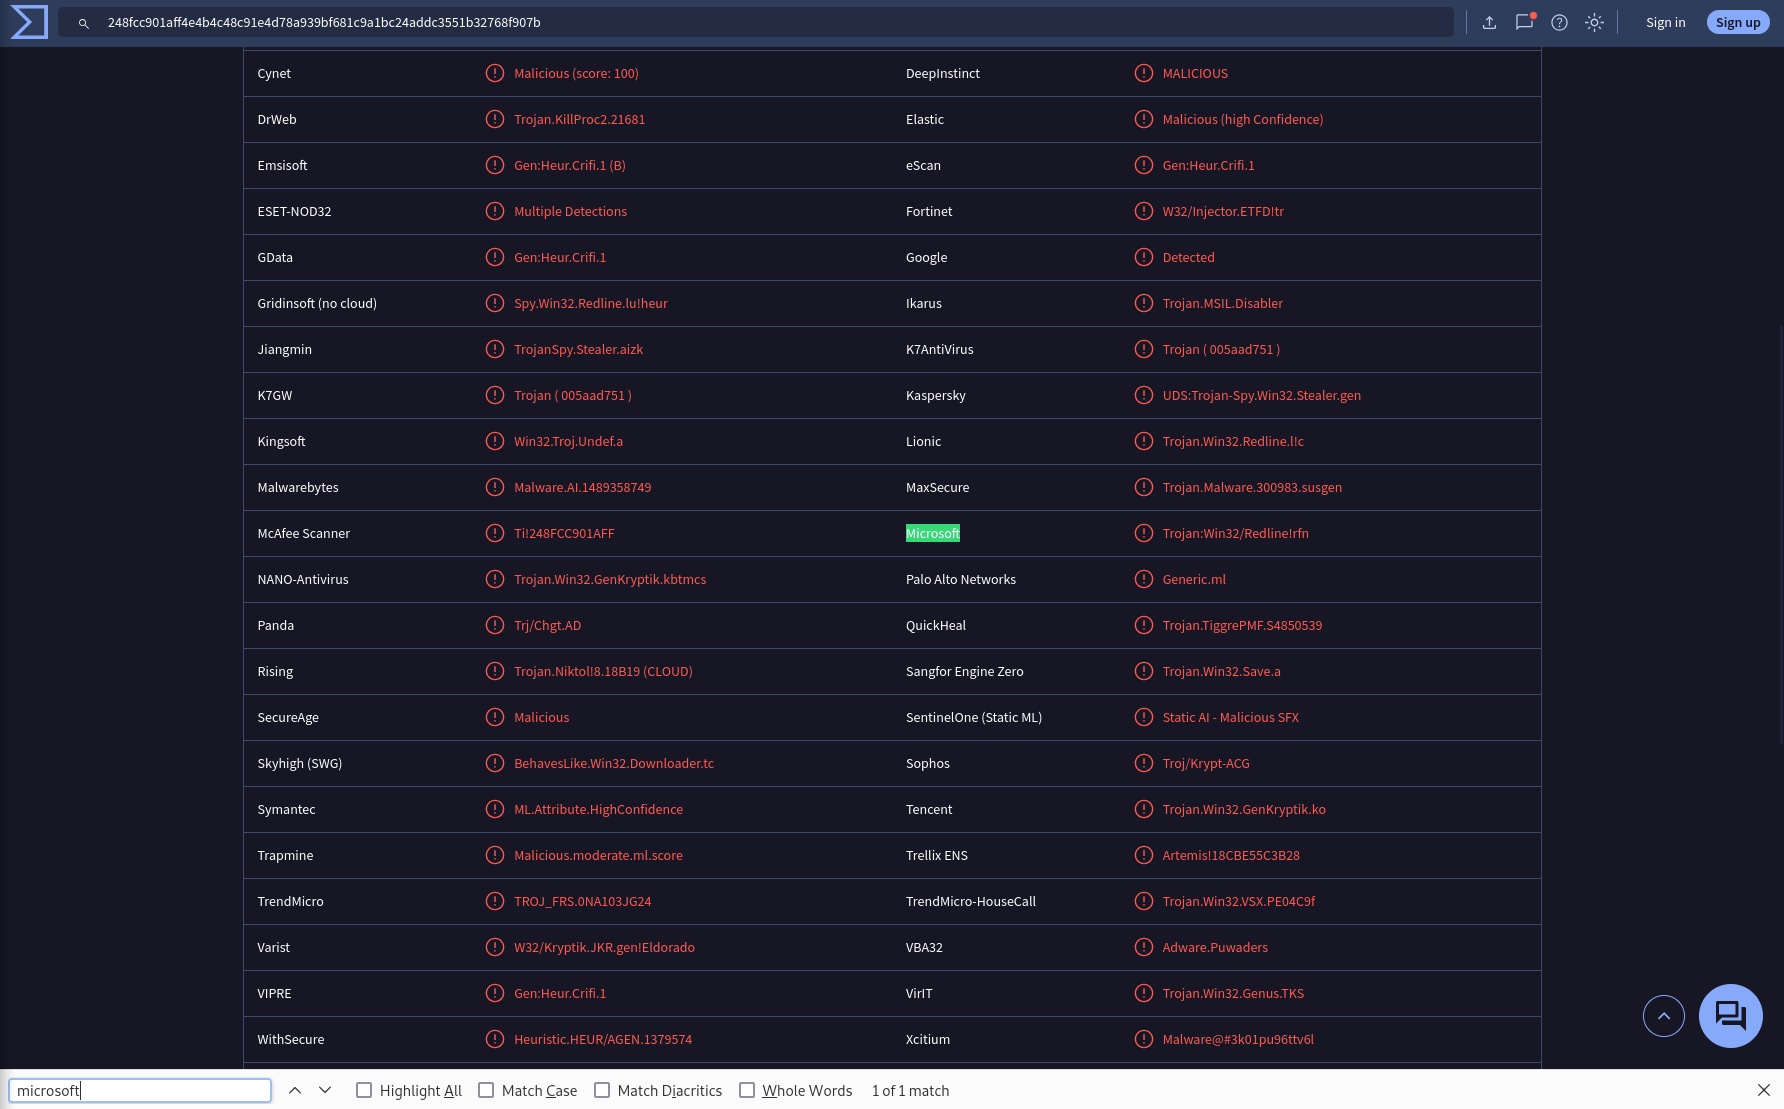 248fcc901aff4e4b4c48c91e4d78a939bf681c9a1bc24addc3551b32768f907b Sign in Sign up
Cynet Malicious (score: 100) DeepInstinct MALICIOUS
DrWeb Trojan.KillProc2.21681 Elastic Malicious (high Confidence)
Emsisoft Gen:Heur.Crifi.1 (B) eScan Gen:Heur.Crifi.1
ESET-NOD32 Multiple Detections Fortinet W32/Injector.ETFD!tr
GData Gen:Heur.Crifi.1 Google Detected
Gridinsoft (no cloud) Spy.Win32.Redline.lu!heur Ikarus Trojan.MSIL.Disabler
Jiangmin TrojanSpy.Stealer.aizk K7AntiVirus Trojan ( 005aad751 )
K7GW Trojan ( 005aad751 ) Kaspersky UDS:Trojan-Spy.Win32.Stealer.gen
Kingsoft Win32.Troj.Undef.a Lionic Trojan.Win32.Redline.l!c
Malwarebytes Malware.AI.1489358749 MaxSecure Trojan.Malware.300983.susgen
McAfee Scanner Ti!248FCC901AFF Microsoft Trojan:Win32/Redline!rfn
NANO-Antivirus Trojan.Win32.GenKryptik.kbtmcs Palo Alto Networks Generic.ml
Panda Trj/Chgt.AD QuickHeal Trojan.TiggrePMF.S4850539
Rising Trojan.Niktol!8.18B19 (CLOUD) Sangfor Engine Zero Trojan.Win32.Save.a
SecureAge Malicious SentinelOne (Static ML) Static AI - Malicious SFX
Skyhigh (SWG) BehavesLike.Win32.Downloader.tc Sophos Troj/Krypt-ACG
Symantec ML.Attribute.HighConfidence Tencent Trojan.Win32.GenKryptik.ko
Trapmine Malicious.moderate.ml.score Trellix ENS Artemis!18CBE55C3B28
TrendMicro TROJ_FRS.0NA103JG24 TrendMicro-HouseCall Trojan.Win32.VSX.PE04C9f
Varist W32/Kryptik.JKR.gen!Eldorado VBA32 Adware.Puwaders
VIPRE Gen:Heur.Crifi.1 VirIT Trojan.Win32.Genus.TKS
WithSecure Heuristic.HEUR/AGEN.1379574 Xcitium Malware@#3k01pu96ttv6l
microsoft Highlight All Match Case Match Diacritics Whole Words 1 of 1 match